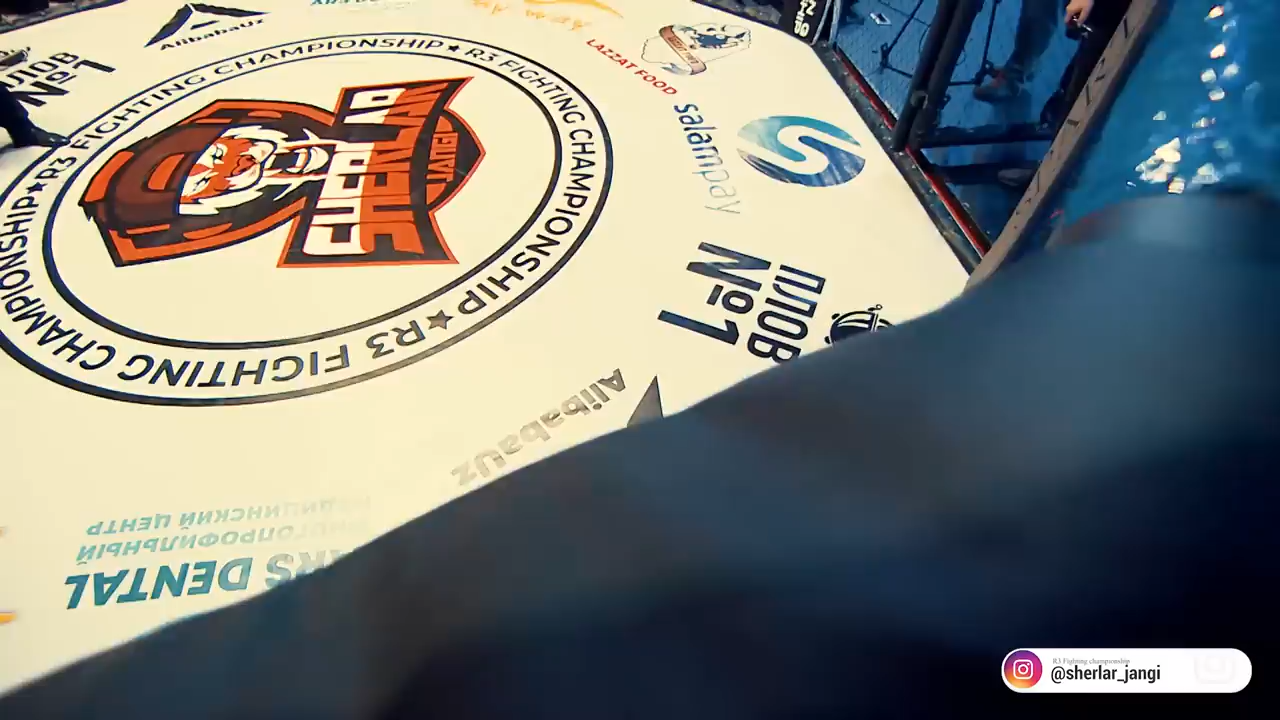 AlibabaUZ
ПЛОВ
№1
R3 FIGHTING CHAMPIONSHIP ★ R3 FIGHTING CHAMPIONSHIP ★ R3 FIGHTING CHAMPIONSHIP ★
SHERLAR
JANGI
LAZZAT FOOD
salampay
ПЛОВ
№1
AlibabaUz
МНОГОПРОФИЛЬНЫЙ
МЕДИЦИНСКИЙ ЦЕНТР
DENTAL
R3 Fighting championship
@sherlar_jangi